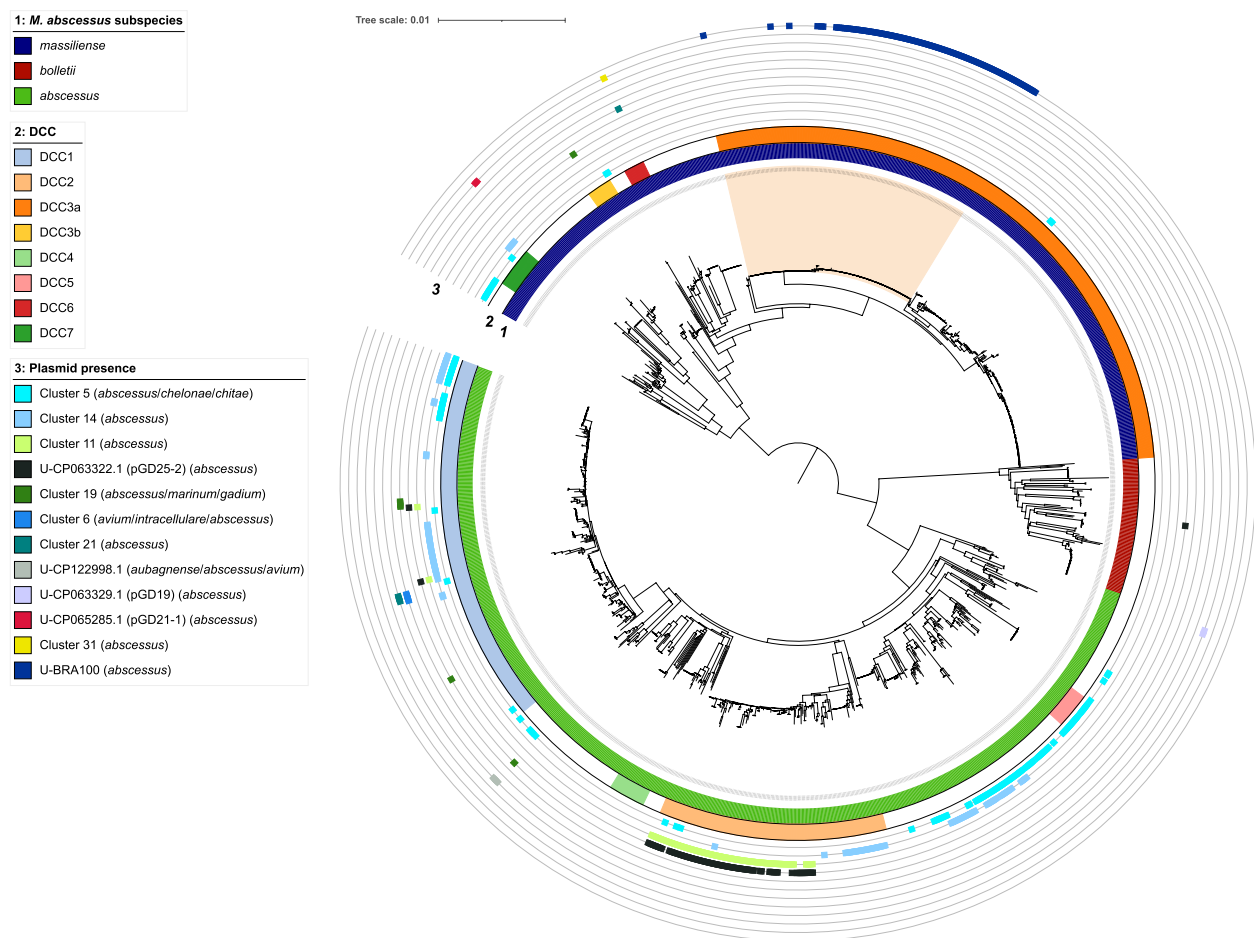 1: M. abscessus subspecies
massiliense
bolletii
abscessus
2: DCC
DCC1
DCC2
DCC3a
DCC3b
DCC4
DCC5
DCC6
DCC7
3: Plasmid presence
Cluster 5 (abscessus/chelonae/chitae)
Cluster 14 (abscessus)
Cluster 11 (abscessus)
U-CP063322.1 (pGD25-2) (abscessus)
Cluster 19 (abscessus/marinum/gadium)
Cluster 6 (avium/intracellulare/abscessus)
Cluster 21 (abscessus)
U-CP122998.1 (aubagnense/abscessus/avium)
U-CP063329.1 (pGD19) (abscessus)
U-CP065285.1 (pGD21-1) (abscessus)
Cluster 31 (abscessus)
U-BRA100 (abscessus)
Tree scale: 0.01
3
2
1